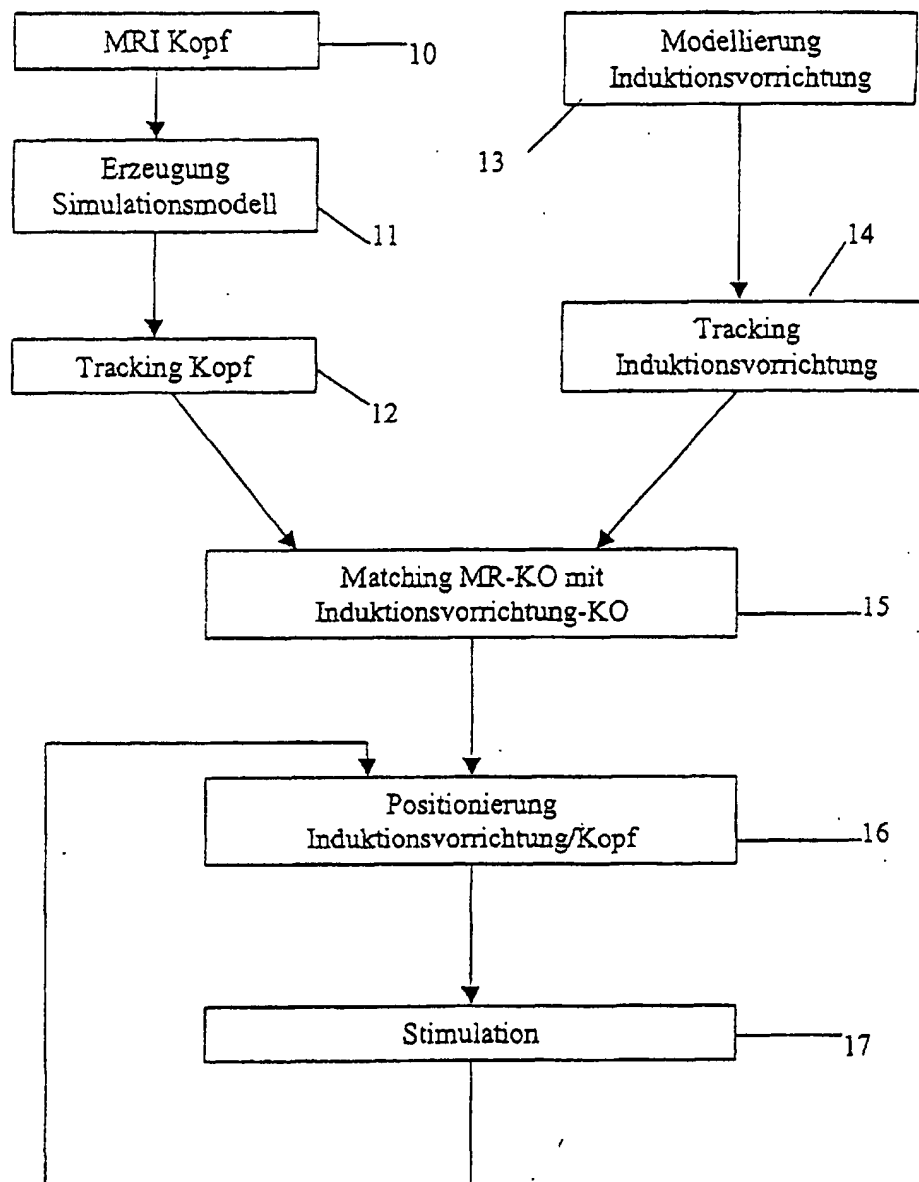 MRI Kopf
10
Erzeugung
Simulationsmodell
11
Tracking Kopf
12
Modellierung
Induktionsvorrichtung
13
14
Tracking
Induktionsvorrichtung
Matching MR-KO mit
Induktionsvorrichtung-KO
15
Positionierung
Induktionsvorrichtung/Kopf
16
Stimulation
17